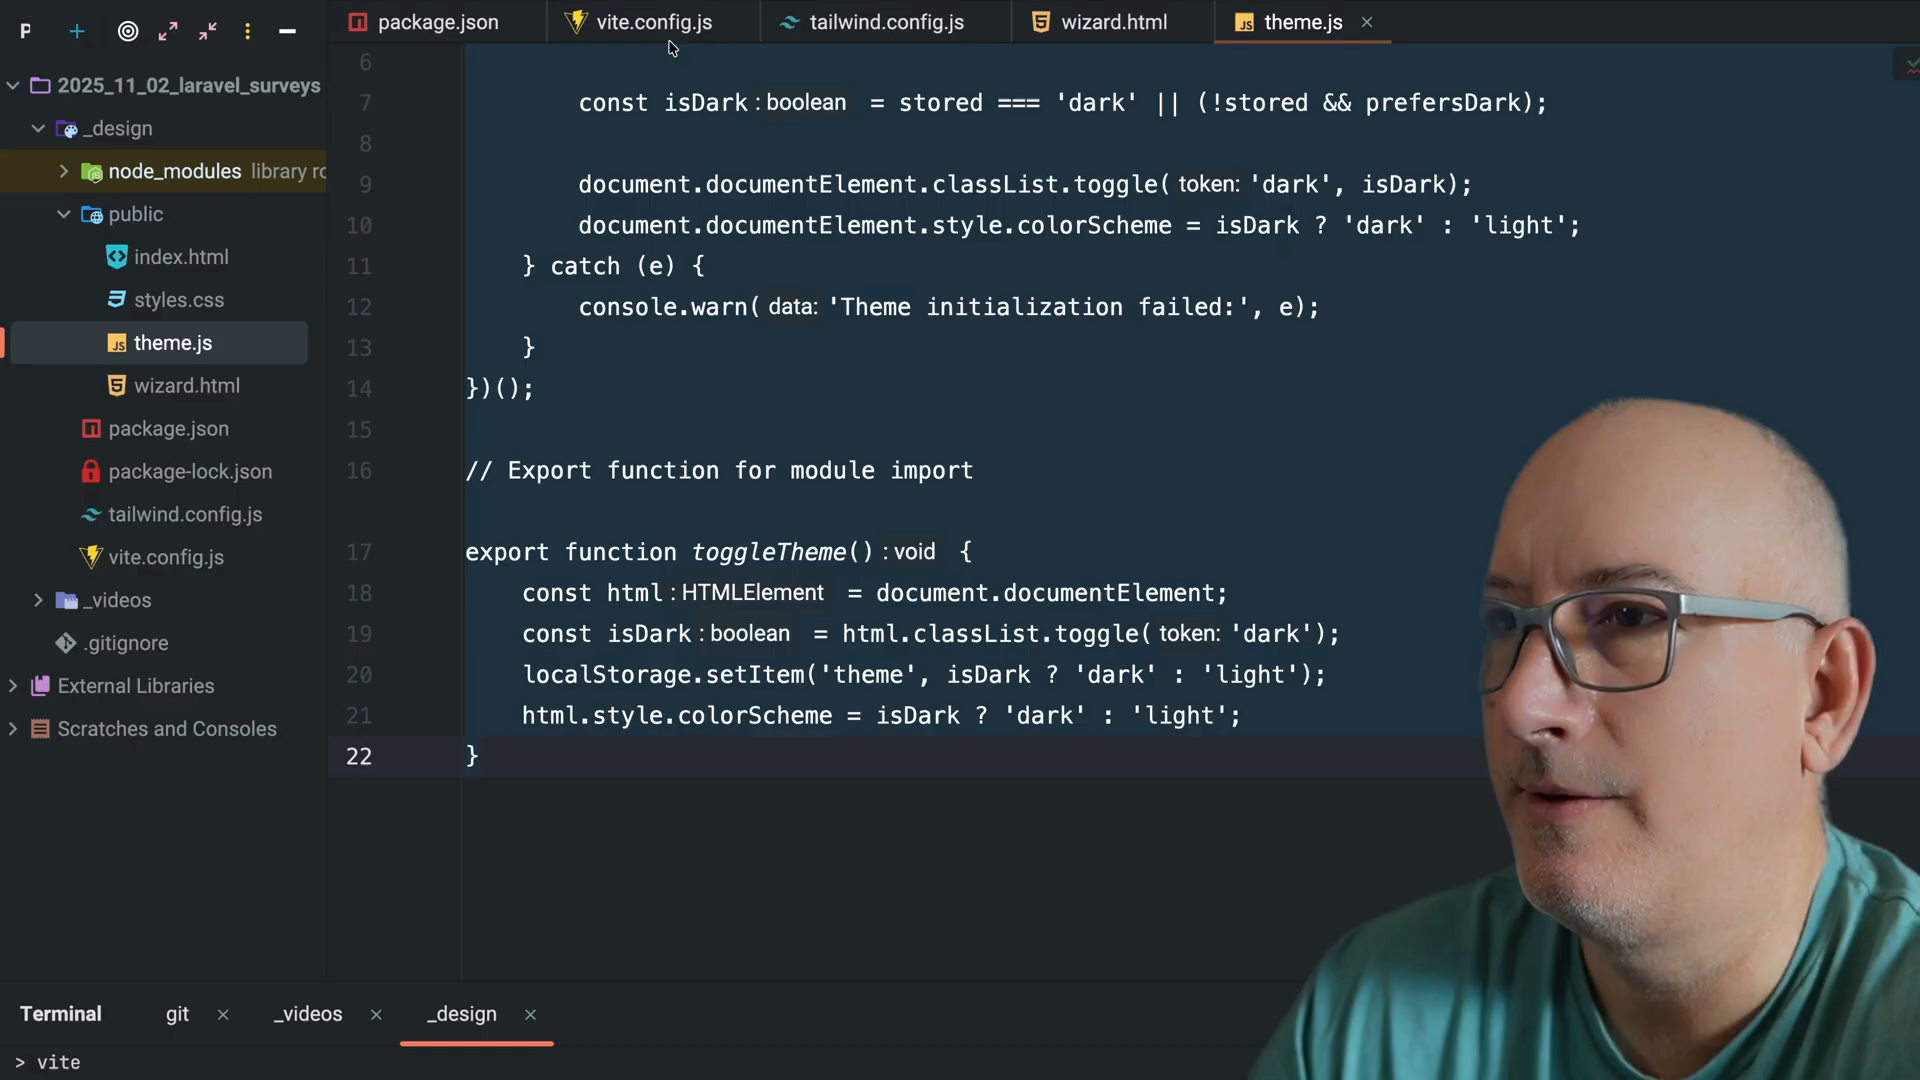 P
package.json
vite.config.js
tailwind.config.js
wizard.html
theme.js
2025_11_02_laravel_surveys
_design
node_modules library ro
public
index.html
styles.css
theme.js
wizard.html
package.json
package-lock.json
tailwind.config.js
vite.config.js
_videos
.gitignore
External Libraries
Scratches and Consoles
6
7 const isDark : boolean = stored === 'dark' || (!stored && prefersDark);
8
9 document.documentElement.classList.toggle( token: 'dark', isDark);
10 document.documentElement.style.colorScheme = isDark ? 'dark' : 'light';
11 } catch (e) {
12 console.warn( data: 'Theme initialization failed:', e);
13 }
14 })();
15
16 // Export function for module import
17 export function toggleTheme() : void {
18 const html : HTMLElement = document.documentElement;
19 const isDark : boolean = html.classList.toggle( token: 'dark');
20 localStorage.setItem('theme', isDark ? 'dark' : 'light');
21 html.style.colorScheme = isDark ? 'dark' : 'light';
22 }
Terminal git _videos _design
> vite